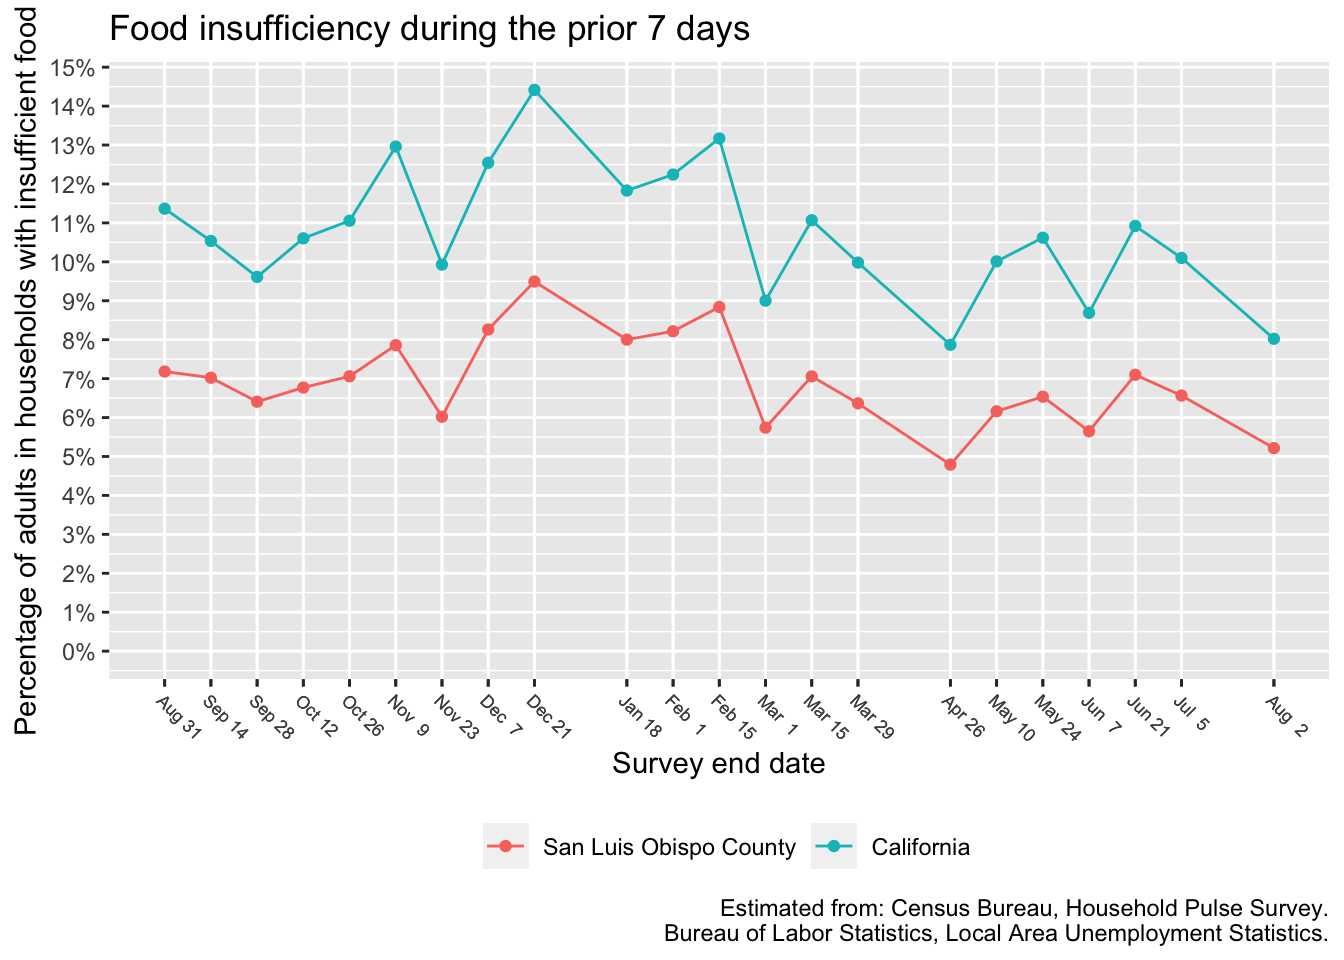 Food insufficiency during the prior 7 days
Percentage of adults in households with insufficient food
15%
14%
13%
12%
11%
10%
9%
8%
7%
6%
5%
4%
3%
2%
1%
0%
Aug 31
Sep 14
Sep 28
Oct 12
Oct 26
Nov 9
Nov 23
Dec 7
Dec 21
Jan 18
Feb 1
Feb 15
Mar 1
Mar 15
Mar 29
Apr 26
May 10
May 24
Jun 7
Jun 21
Jul 5
Aug 2
Survey end date
San Luis Obispo County
California
Estimated from: Census Bureau, Household Pulse Survey.
Bureau of Labor Statistics, Local Area Unemployment Statistics.